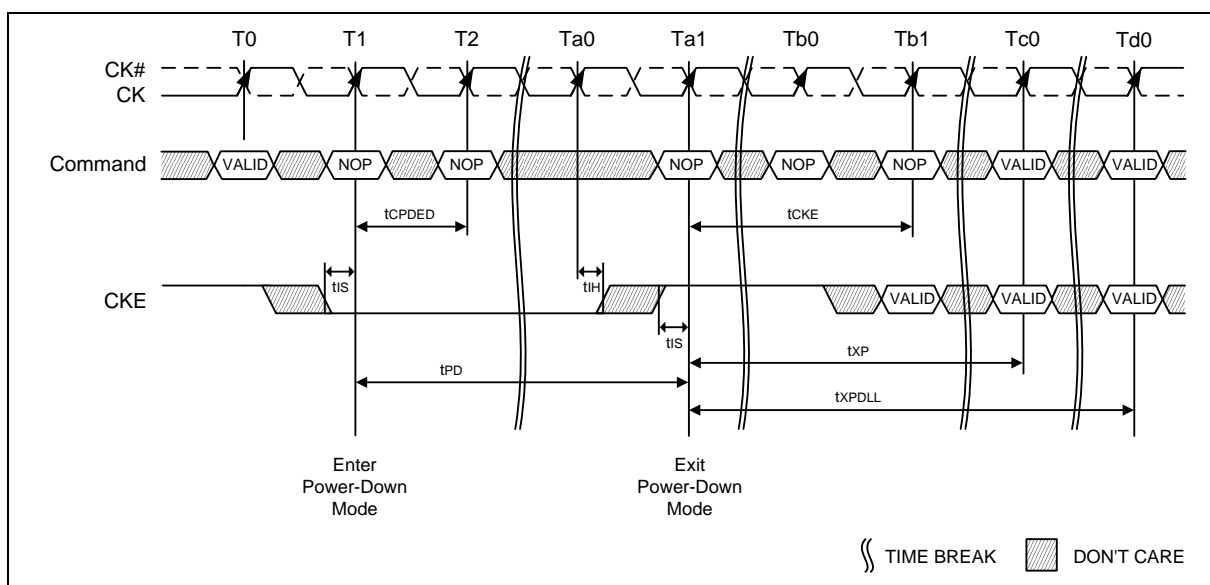 T0 T1 T2 Ta0 Ta1 Tb0 Tb1 Tc0 Td0
CK#
CK
Command VALID NOP NOP NOP NOP NOP VALID VALID
tCPDED tCKE
tIS tIH
CKE VALID VALID VALID
tIS
tXP
tPD
tXPDLL
Enter
Power-Down
Mode
Exit
Power-Down
Mode
TIME BREAK DON'T CARE